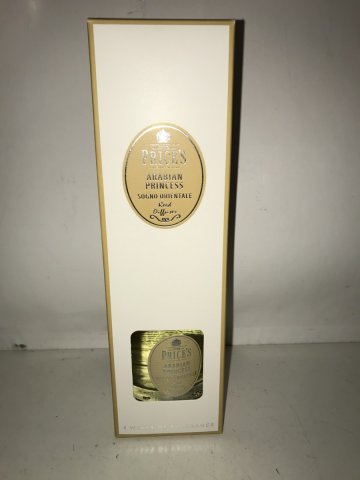 PRICE'S
ARABIAN
PRINCESS
SOGNO ORIENTALE
Reed
Diffuser
PRICE'S
ARABIAN
PRINCESS